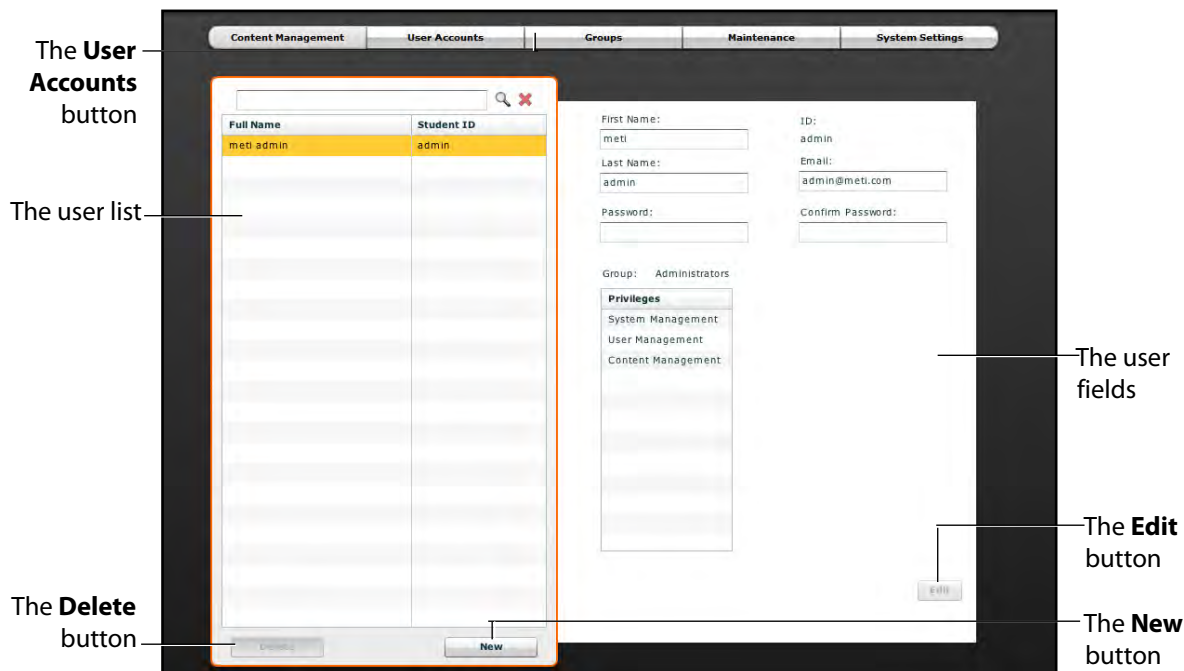 Content Management
User Accounts
Groups
Maintenance
System Settings
The User
Accounts
button
Full Name
Student ID
meti admin
admin
The user list
First Name:
meti
ID:
admin
Last Name:
admin
Email:
admin@meti.com
Password:
Confirm Password:
Group: Administrators
Privileges
System Management
User Management
Content Management
The user
fields
The Edit
button
Edit
The Delete
button
Delete
New
The New
button